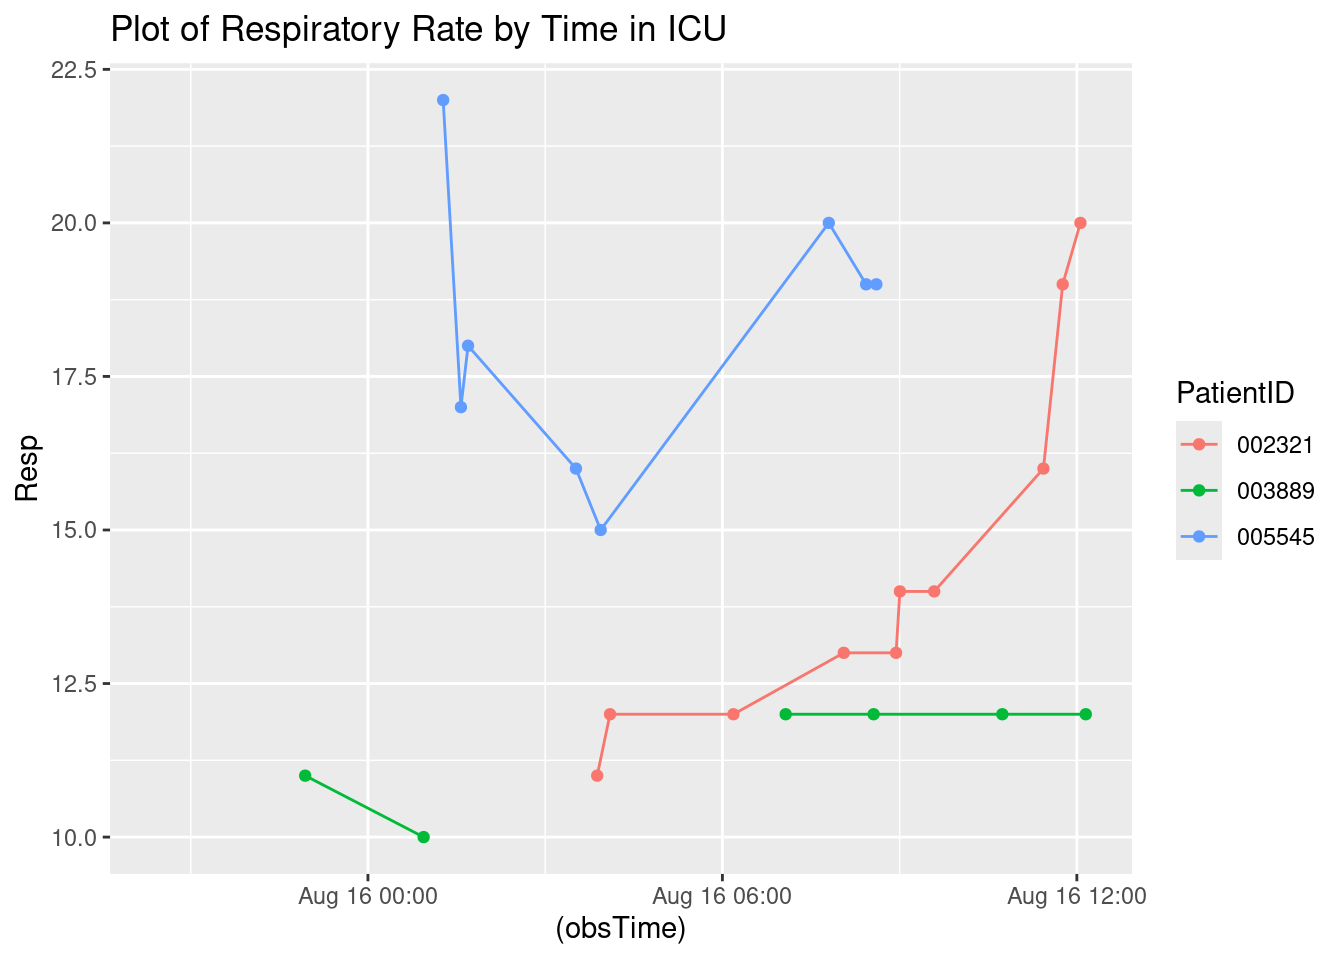 Plot of Respiratory Rate by Time in ICU
22.5
20.0
17.5
15.0
12.5
10.0
Resp
Aug 16 00:00
Aug 16 06:00
Aug 16 12:00
(obsTime)
PatientID
002321
003889
005545